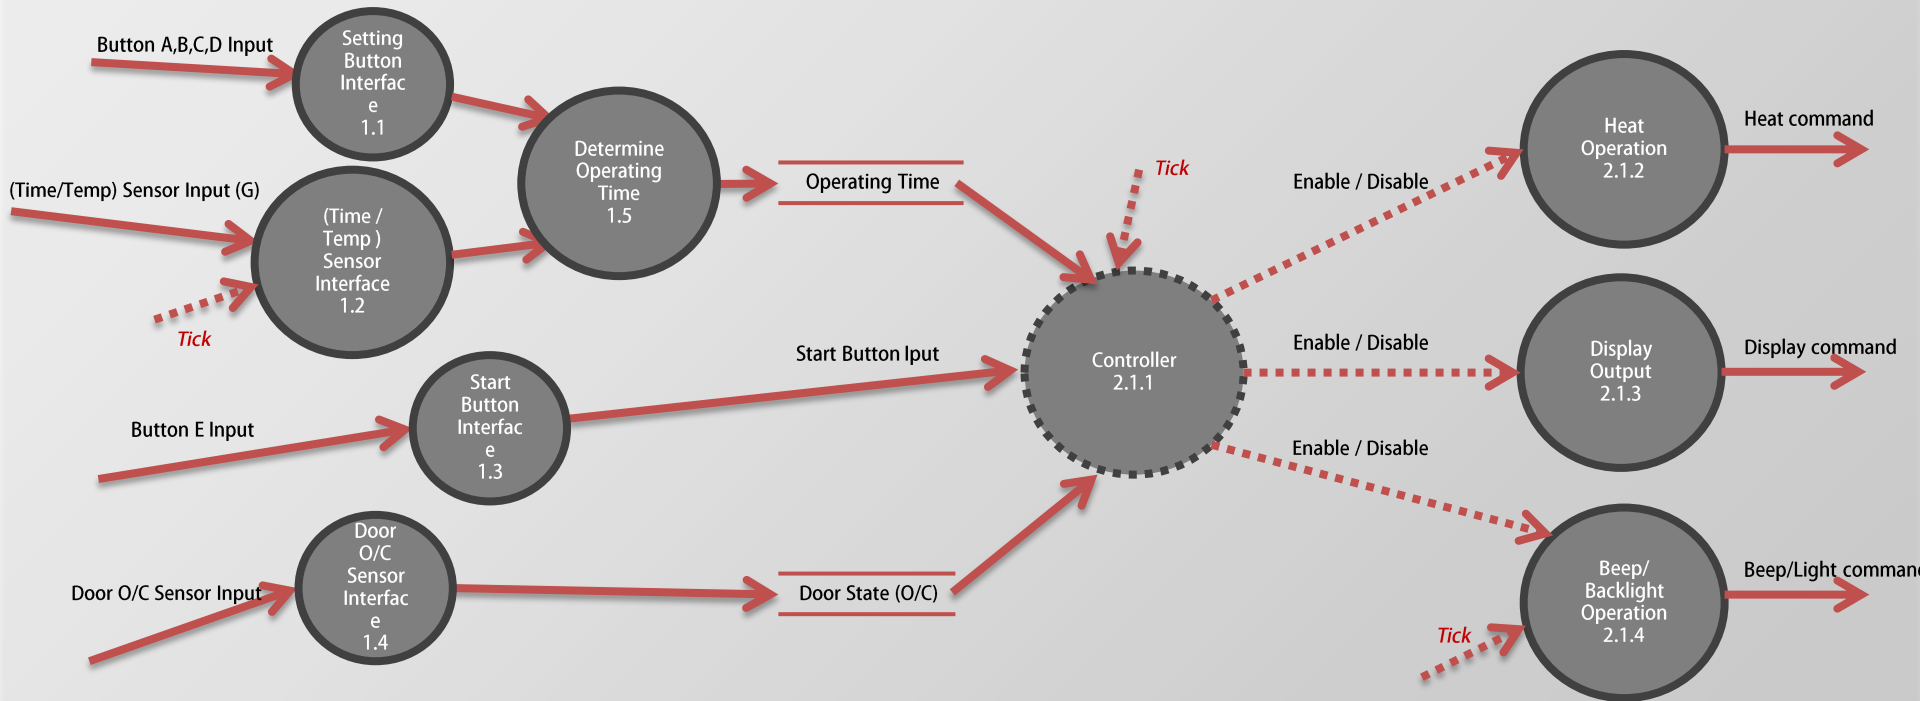 Button A,B,C,D Input
Setting
Button
Interfac
e
1.1
(Time/Temp) Sensor Input (G)
(Time /
Temp )
Sensor
Interface
1.2
Tick
Determine
Operating
Time
1.5
Operating Time
Tick
Button E Input
Start
Button
Interfac
e
1.3
Start Button Iput
Door O/C Sensor Input
Door
O/C
Sensor
Interfac
e
1.4
Door State (O/C)
Controller
2.1.1
Enable / Disable
Heat
Operation
2.1.2
Heat command
Enable / Disable
Display
Output
2.1.3
Display command
Enable / Disable
Beep/
Backlight
Operation
2.1.4
Tick
Beep/Light command